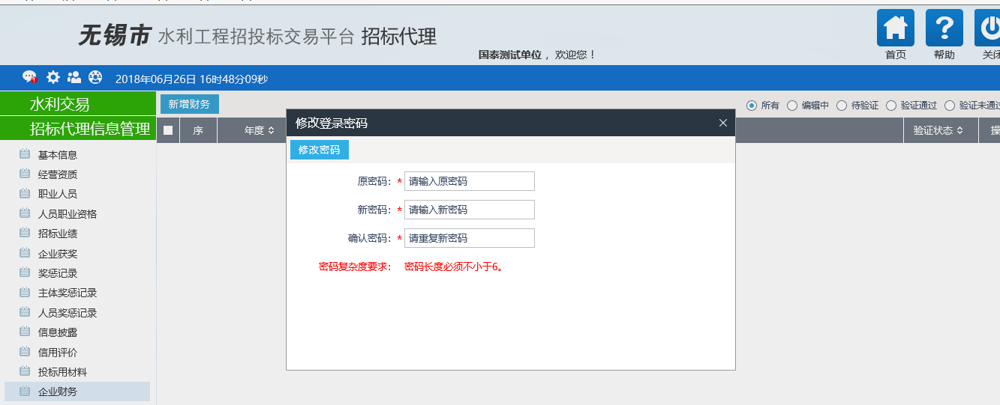 无锡市 水利工程招投标交易平台 招标代理
国泰测试单位，欢迎您！
首页 帮助 关闭
2018年06月26日 16时48分09秒
水利交易
招标代理信息管理
基本信息
经营资质
职业人员
人员职业资格
招标业绩
企业获奖
奖惩记录
主体奖惩记录
人员奖惩记录
信息披露
信用评价
投标用材料
企业财务
新增财务
所有 编辑中 待验证 验证通过 验证未通过
序 年度 验证状态 操
修改登录密码
修改密码
原密码：* 请输入原密码
新密码：* 请输入新密码
确认密码：* 请重复新密码
密码复杂度要求： 密码长度必须不小于6。